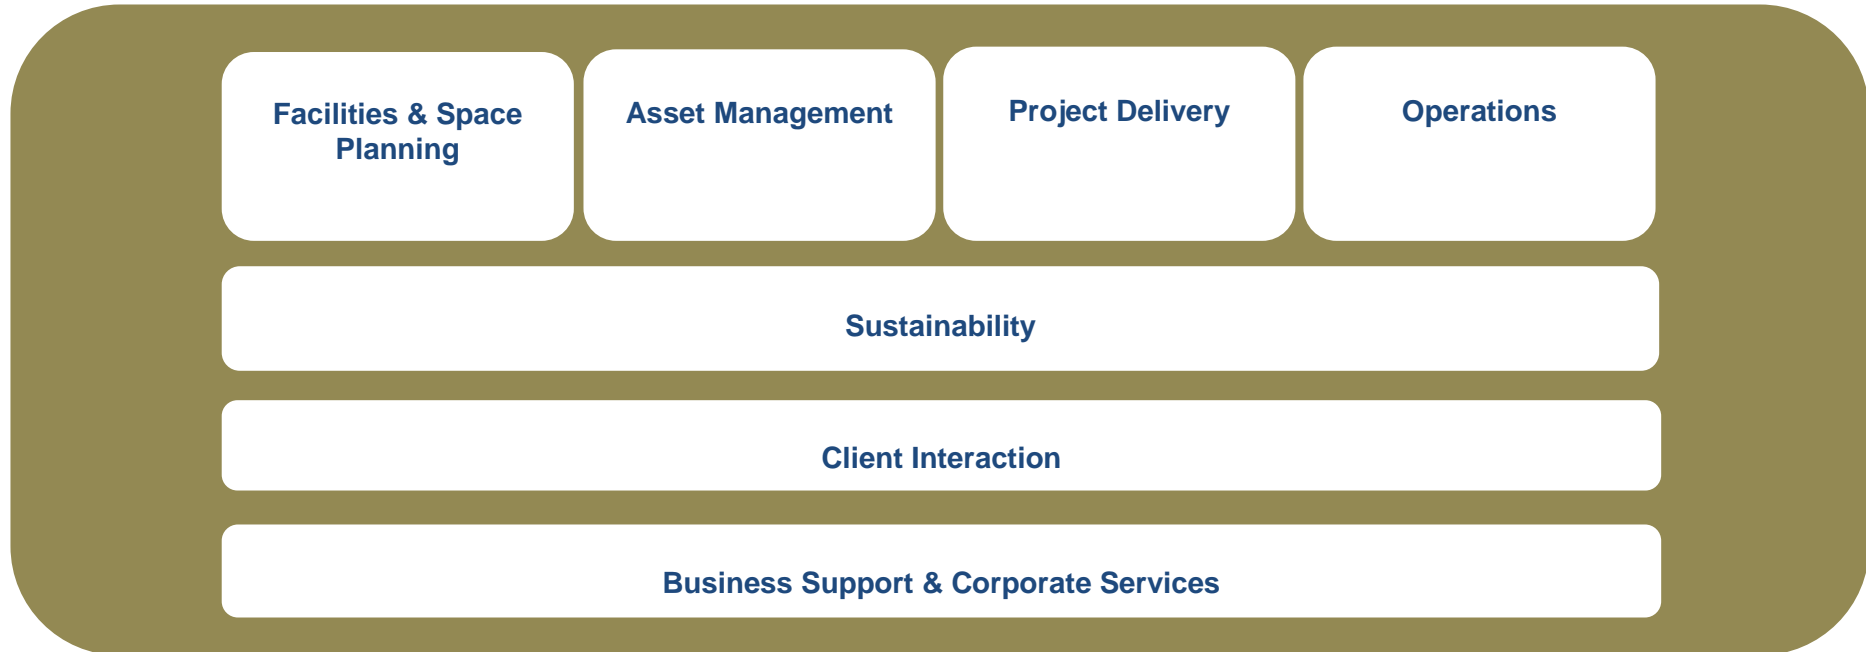 Facilities & Space
Planning
Asset Management
Project Delivery
Operations
Sustainability
Client Interaction
Business Support & Corporate Services